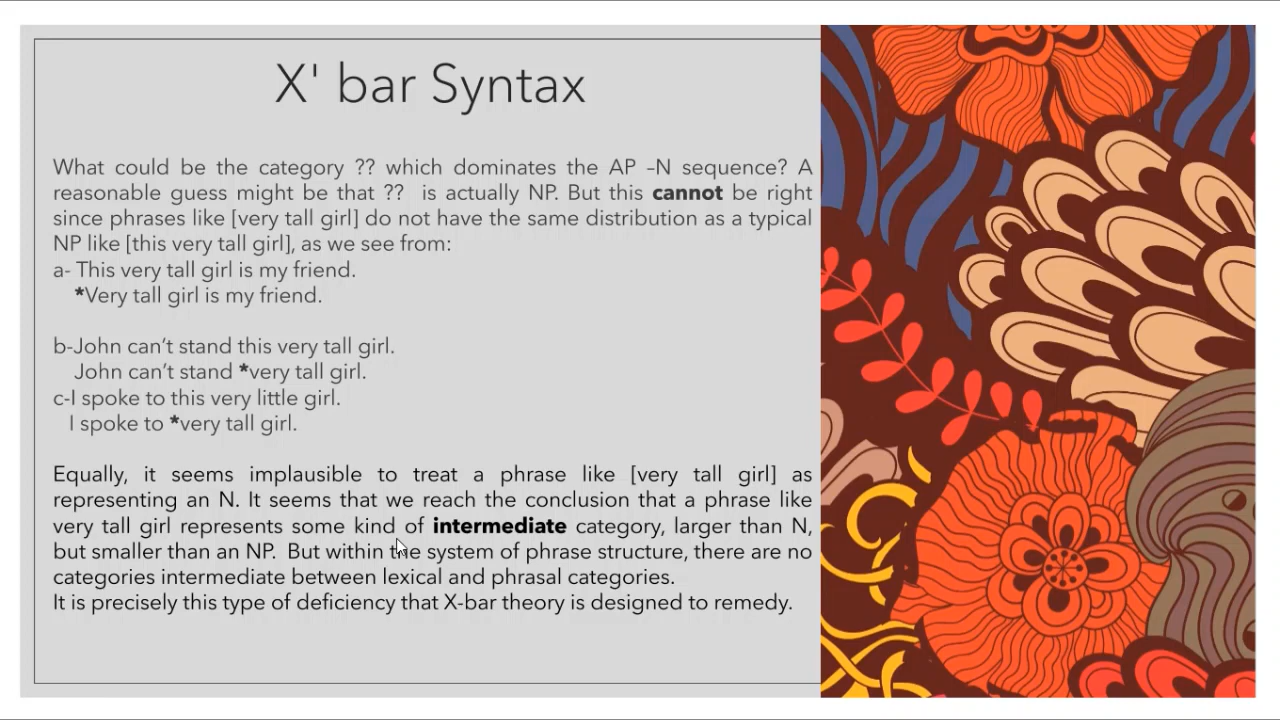 X' bar Syntax
What could be the category ?? which dominates the AP –N sequence? A
reasonable guess might be that ?? is actually NP. But this cannot be right
since phrases like [very tall girl] do not have the same distribution as a typical
NP like [this very tall girl], as we see from:
a- This very tall girl is my friend.
*Very tall girl is my friend.
b-John can’t stand this very tall girl.
John can’t stand *very tall girl.
c-I spoke to this very little girl.
I spoke to *very tall girl.
Equally, it seems implausible to treat a phrase like [very tall girl] as
representing an N. It seems that we reach the conclusion that a phrase like
very tall girl represents some kind of intermediate category, larger than N,
but smaller than an NP. But within the system of phrase structure, there are no
categories intermediate between lexical and phrasal categories.
It is precisely this type of deficiency that X-bar theory is designed to remedy.